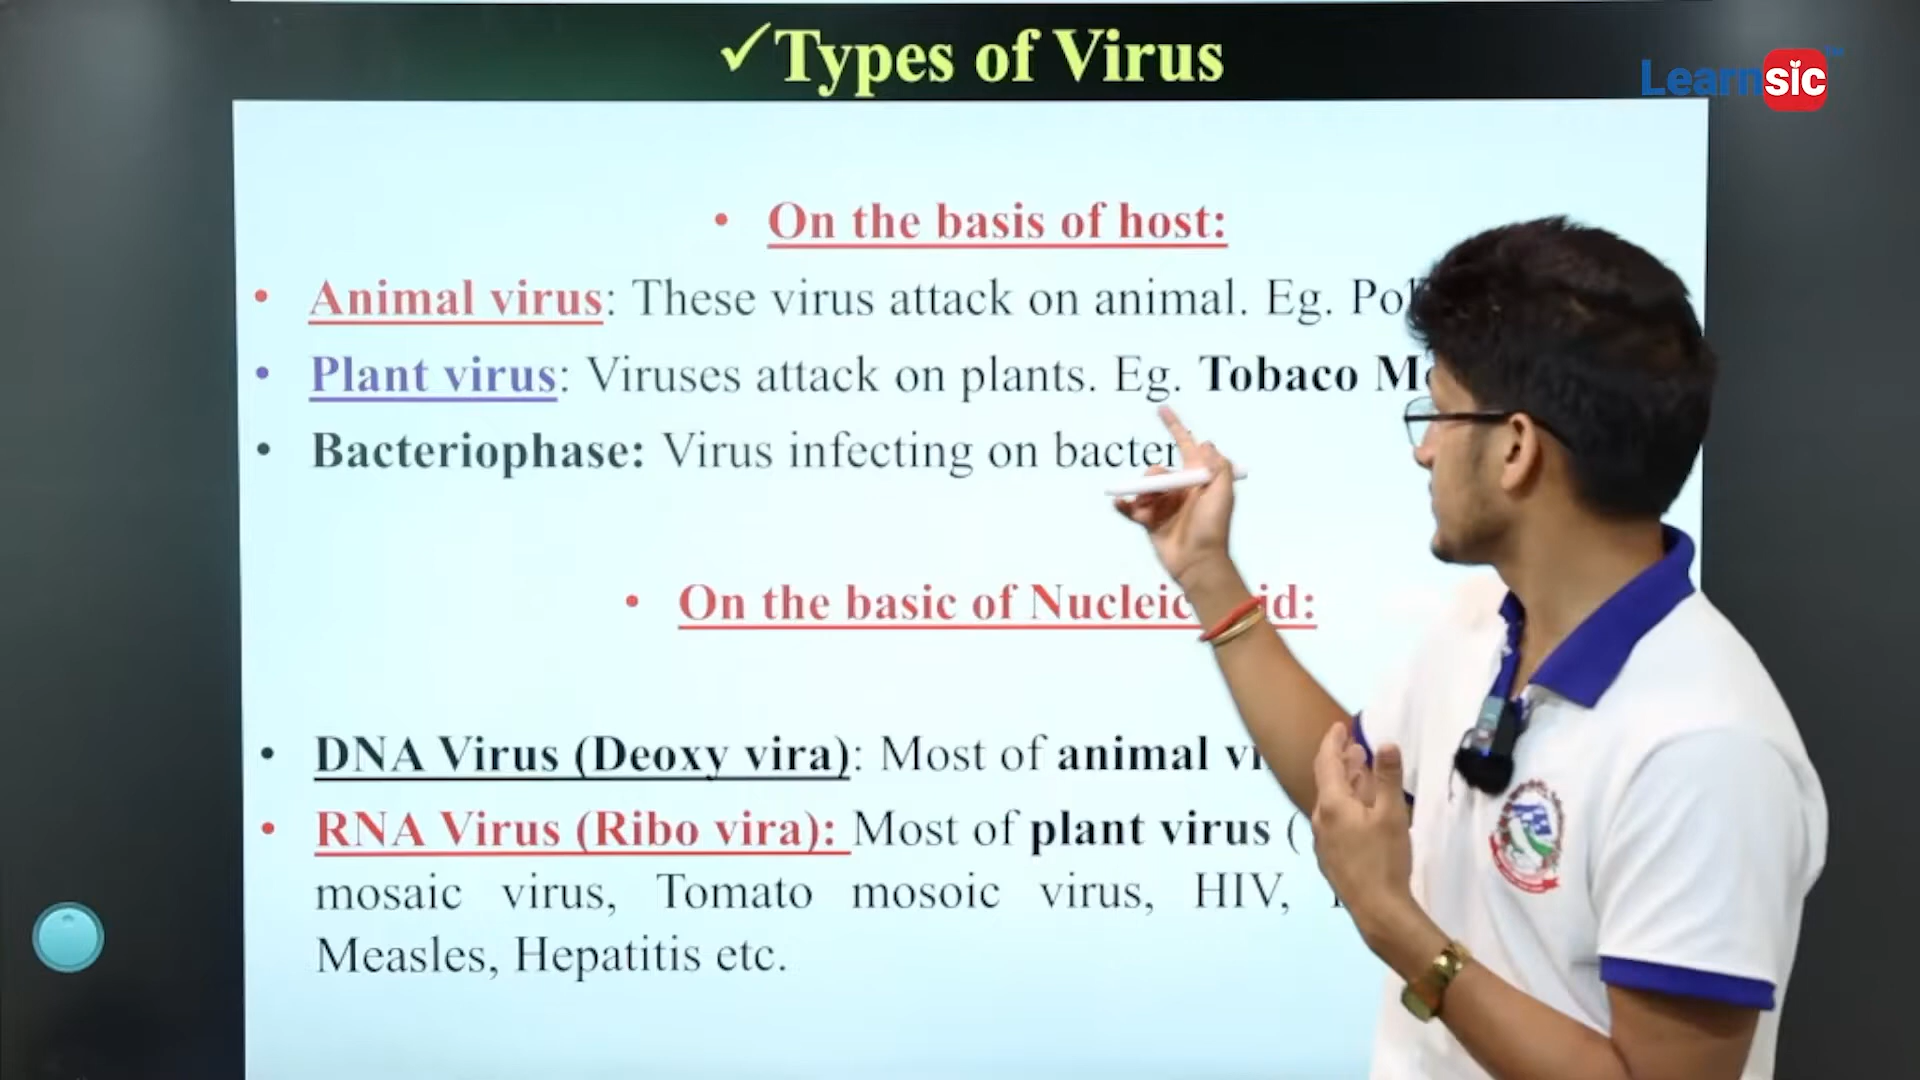 ✓Types of Virus
Learnsic
• On the basis of host:
• Animal virus: These virus attack on animal. Eg.
• Plant virus: Viruses attack on plants. Eg. Tobaco
• Bacteriophase: Virus infecting on
• On the basic of Nucleic
• DNA Virus (Deoxy vira): Most of animal
• RNA Virus (Ribo vira): Most of plant virus (
mosaic virus, Tomato mosoic virus, HIV,
Measles, Hepatitis etc.